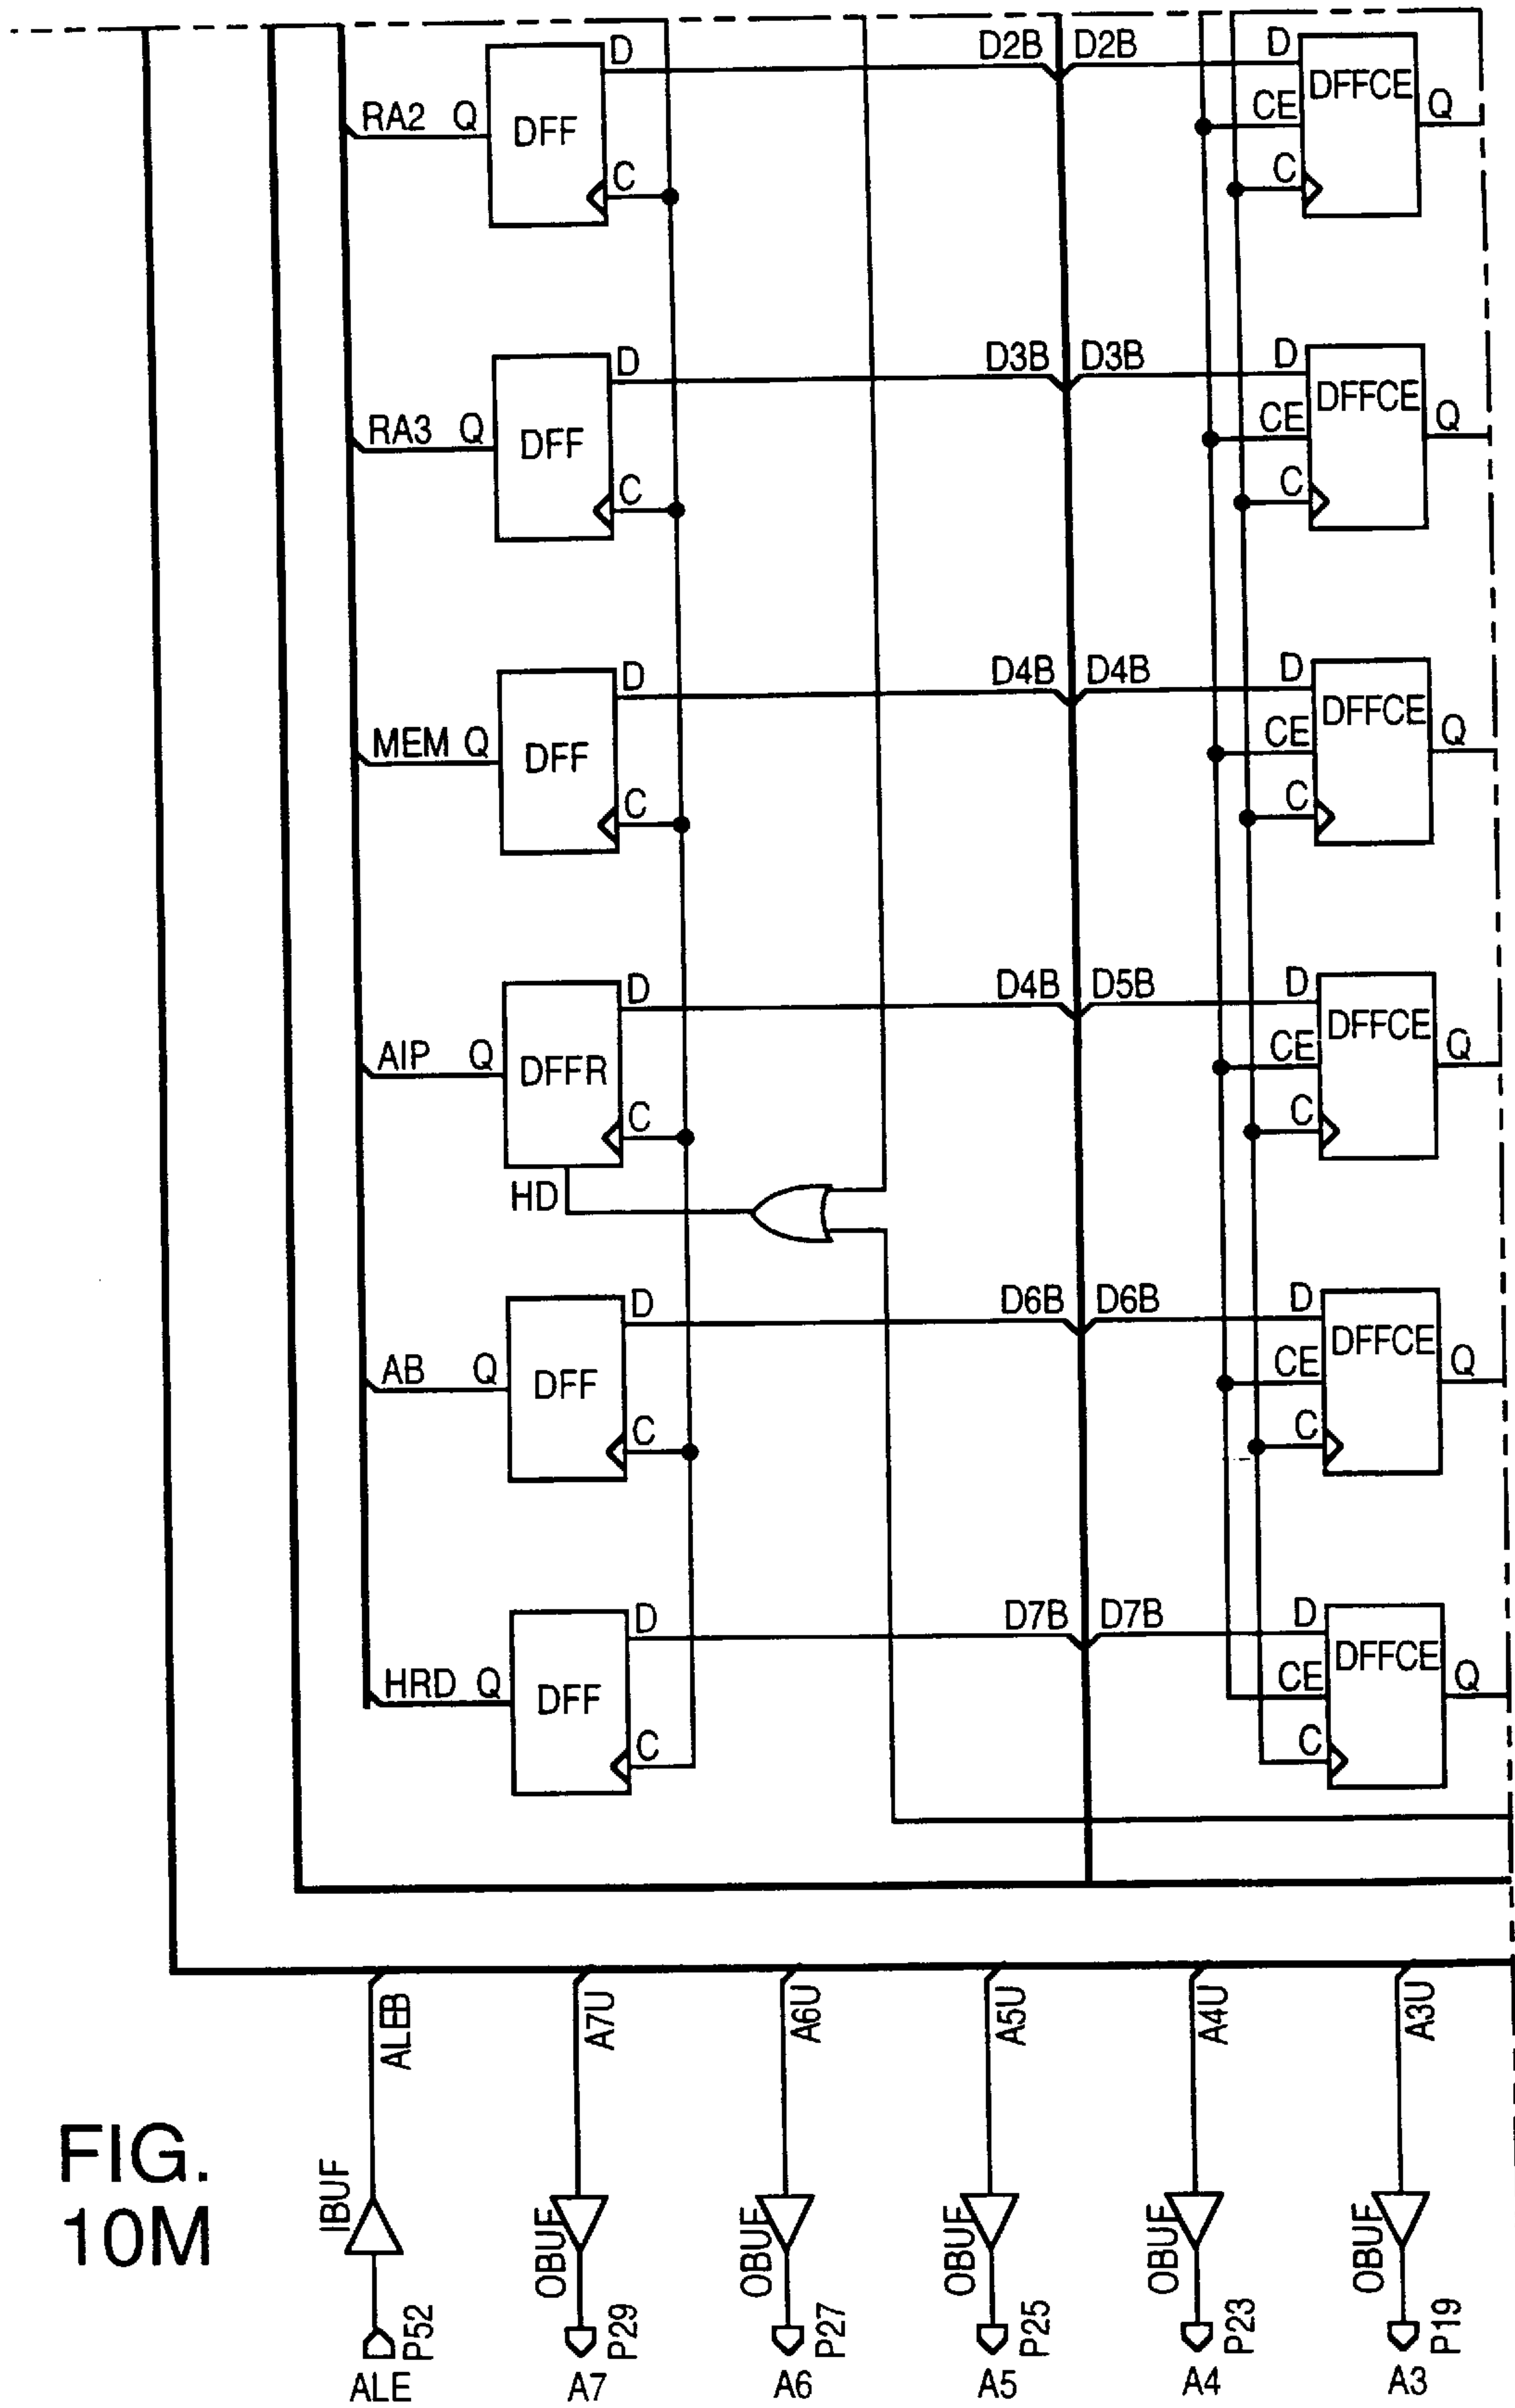 D D2B D2B D DFFCE
RA2 Q DFF CE Q
C C
D D3B D3B D DFFCE
RA3 Q DFF CE Q
C C
D D4B D4B D DFFCE
MEM Q DFF CE Q
C C
D D4B D5B D DFFCE
AIP Q DFFR CE Q
C C
HD
D D6B D6B D DFFCE
AB Q DFF CE Q
C C
D D7B D7B D DFFCE
HRD Q DFF CE Q
C C
ALEB A7U A6U A5U A4U A3U
FIG.
10M
IBUF OBUF OBUF OBUF OBUF OBUF
P52 P29 P27 P25 P23 P19
ALE A7 A6 A5 A4 A3